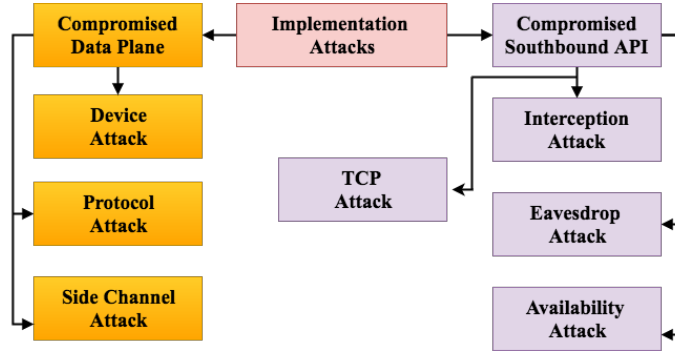 Compromised
Data Plane
Implementation
Attacks
Compromised
Southbound API
Device
Attack
Interception
Attack
TCP
Attack
Protocol
Attack
Eavesdrop
Attack
Side Channel
Attack
Availability
Attack